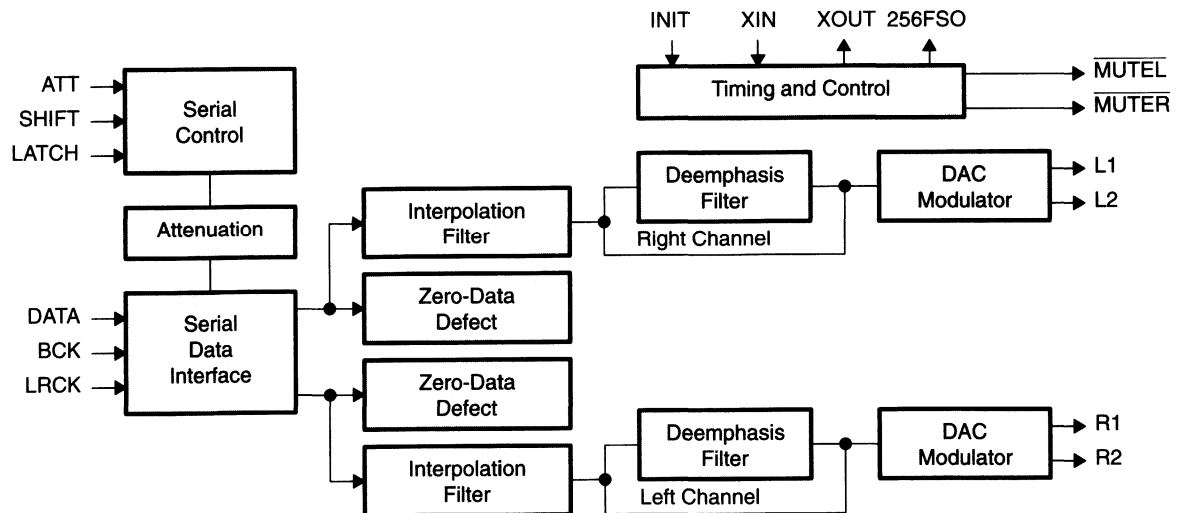 INIT XIN XOUT 256FSO
ATT
SHIFT
LATCH
Serial
Control
Timing and Control
MUTEL
MUTER
Attenuation
Interpolation
Filter
Deemphasis
Filter
Right Channel
DAC
Modulator
L1
L2
DATA
BCK
LRCK
Serial
Data
Interface
Zero-Data
Defect
Zero-Data
Defect
Interpolation
Filter
Deemphasis
Filter
Left Channel
DAC
Modulator
R1
R2